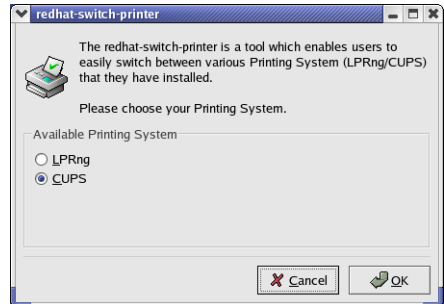 redhat-switch-printer
The redhat-switch-printer is a tool which enables users to
easily switch between various Printing System (LPRng/CUPS)
that they have installed.
Please choose your Printing System.
Available Printing System
LPRng
CUPS
Cancel
OK